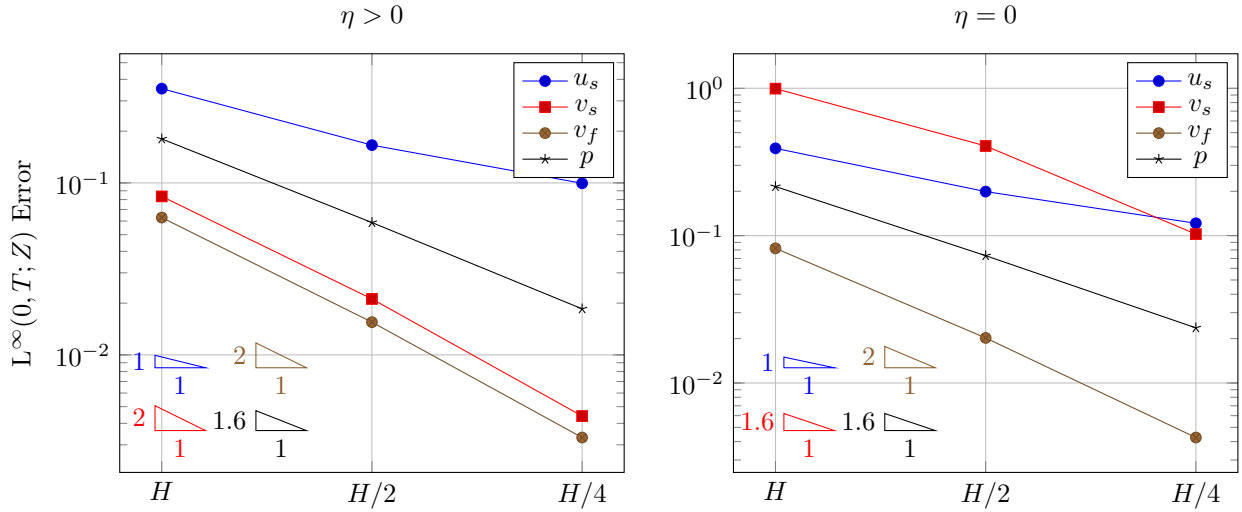 η > 0
L∞(0, T; Z) Error
10⁻¹
10⁻²
u_s
v_s
v_f
p
1
1
2
1
2
1
1.6
1
H
H/2
H/4
η = 0
10⁰
10⁻¹
10⁻²
u_s
v_s
v_f
p
1
1
2
1
1.6
1
1.6
1
H
H/2
H/4